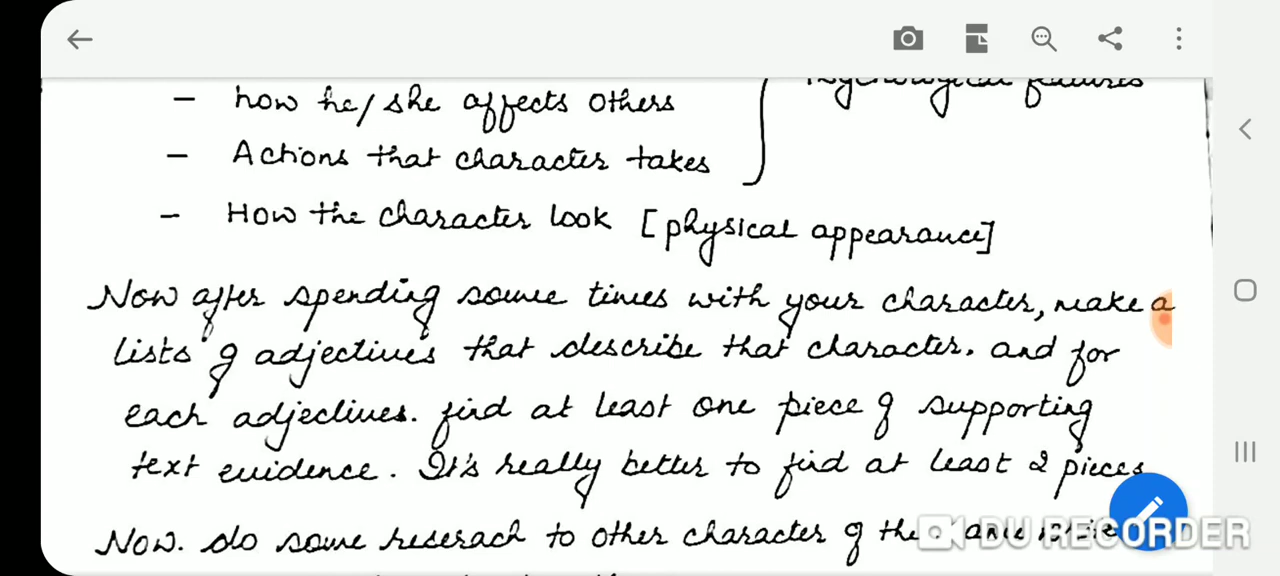 Psychological features
- how he/she affects others
- Actions that character takes
- How the character look [physical appearance]
Now after spending some times with your character, make a
lists of adjectives that describe that character. and for
each adjectives. find at least one piece of supporting
text evidence. It's really better to find at least 2 pieces
Now. do some reserach to other character of the
DU RECORDER